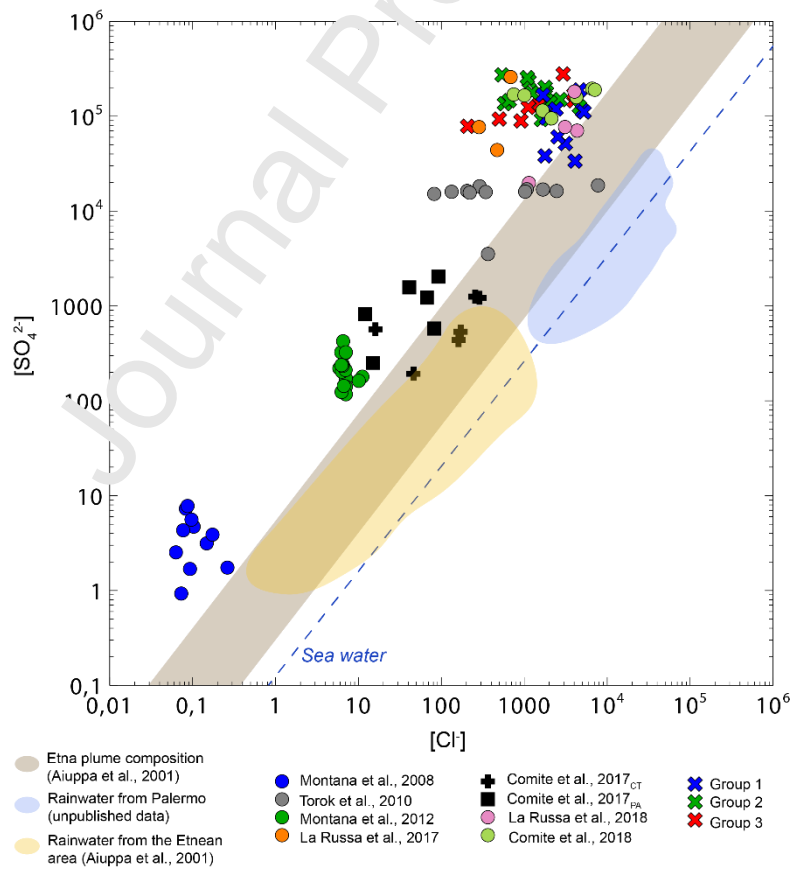 Journal Pre
10⁶
10⁵
10⁴
1000
100
10
1
0,1
[SO₄²⁻]
Sea water
0,01 0,1 1 10 100 1000 10⁴ 10⁵ 10⁶
[Cl⁻]
Etna plume composition
(Aiuppa et al., 2001)
Rainwater from Palermo
(unpublished data)
Rainwater from the Etnean
area (Aiuppa et al., 2001)
Montana et al., 2008
Torok et al., 2010
Montana et al., 2012
La Russa et al., 2017
Comite et al., 2017CT
Comite et al., 2017PA
La Russa et al., 2018
Comite et al., 2018
Group 1
Group 2
Group 3